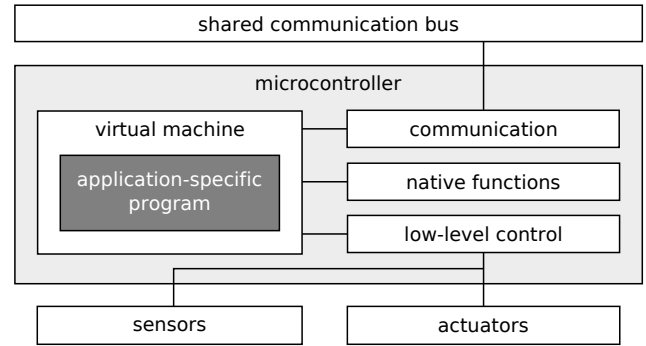 shared communication bus
microcontroller
virtual machine
communication
application-specific
program
native functions
low-level control
sensors
actuators